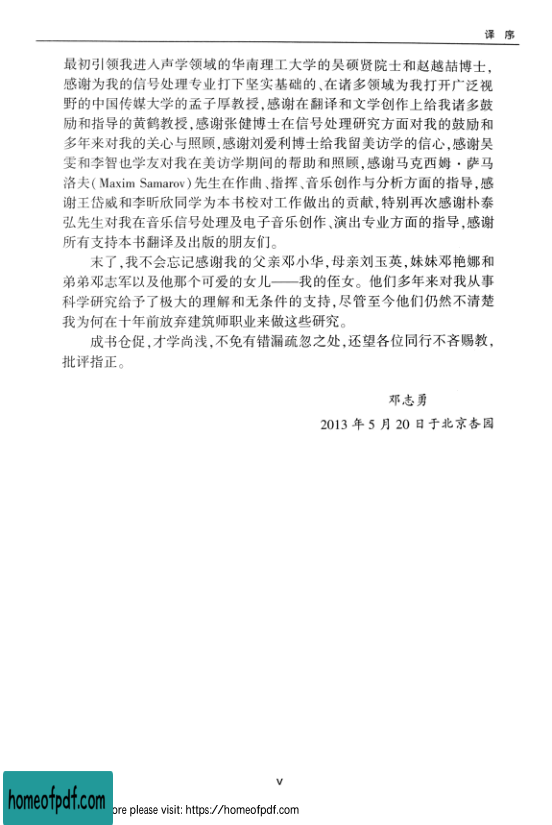 译 序
最初引领我进入声学领域的华南理工大学的吴硕贤院士和赵越喆博士,
感谢为我的信号处理专业打下坚实基础的、在诸多领域为我打开广泛视
野的中国传媒大学的孟子厚教授,感谢在翻译和文学创作上给我诸多鼓
励和指导的黄鹤教授,感谢张健博士在信号处理研究方面对我的鼓励和
多年来对我的关心与照顾,感谢刘爱利博士给我留美访学的信心,感谢吴
雯和李智也学友对我在美访学期间的帮助和照顾,感谢马克西姆·萨马
洛夫(Maxim Samarov)先生在作曲、指挥、音乐创作与分析方面的指导,感
谢王岱威和李昕欣同学为本书校对工作做出的贡献,特别再次感谢朴泰
弘先生对我在音乐信号处理及电子音乐创作、演出专业方面的指导,感谢
所有支持本书翻译及出版的朋友们。
末了,我不会忘记感谢我的父亲邓小华,母亲刘玉英,妹妹邓艳娜和
弟弟邓志军以及他那个可爱的女儿——我的侄女。他们多年来对我从事
科学研究给予了极大的理解和无条件的支持,尽管至今他们仍然不清楚
我为何在十年前放弃建筑师职业来做这些研究。
成书仓促,才学尚浅,不免有错漏疏忽之处,还望各位同行不吝赐教,
批评指正。
邓志勇
2013 年 5 月 20 日于北京杏园
V
homeofpdf.com
ore please visit: https://homeofpdf.com